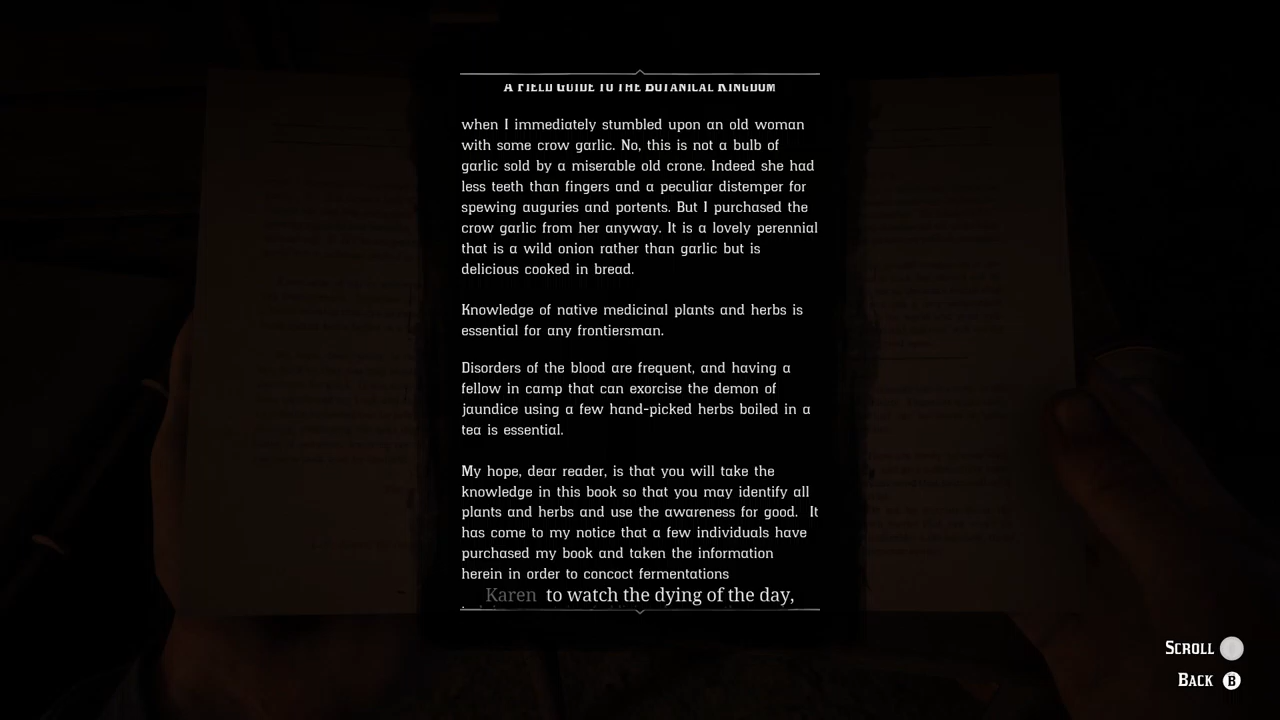 A Field Guide to the Botanical Kingdom
when I immediately stumbled upon an old woman
with some crow garlic. No, this is not a bulb of
garlic sold by a miserable old crone. Indeed she had
less teeth than fingers and a peculiar distemper for
spewing auguries and portents. But I purchased the
crow garlic from her anyway. It is a lovely perennial
that is a wild onion rather than garlic but is
delicious cooked in bread.
Knowledge of native medicinal plants and herbs is
essential for any frontiersman.
Disorders of the blood are frequent, and having a
fellow in camp that can exorcise the demon of
jaundice using a few hand-picked herbs boiled in a
tea is essential.
My hope, dear reader, is that you will take the
knowledge in this book so that you may identify all
plants and herbs and use the awareness for good.  It
has come to my notice that a few individuals have
purchased my book and taken the information
herein in order to concoct fermentations
Karen to watch the dying of the day,
Scroll
Back B